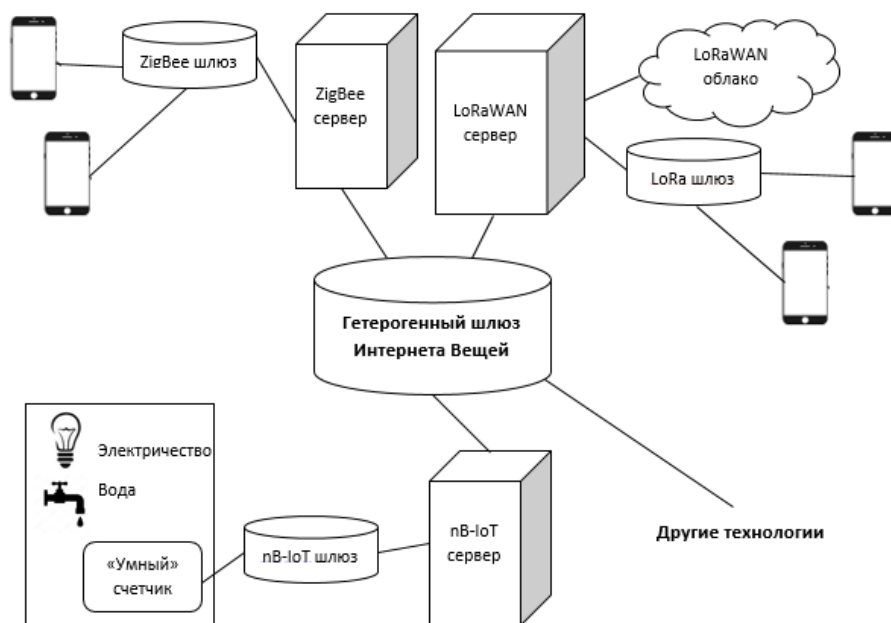 ZigBee шлюз
ZigBee
сервер
LoRaWAN
сервер
LoRaWAN
облако
LoRa шлюз
Гетерогенный шлюз
Интернета Вещей
Электричество
Вода
«Умный»
счетчик
nB-IoT шлюз
nB-IoT
сервер
Другие технологии